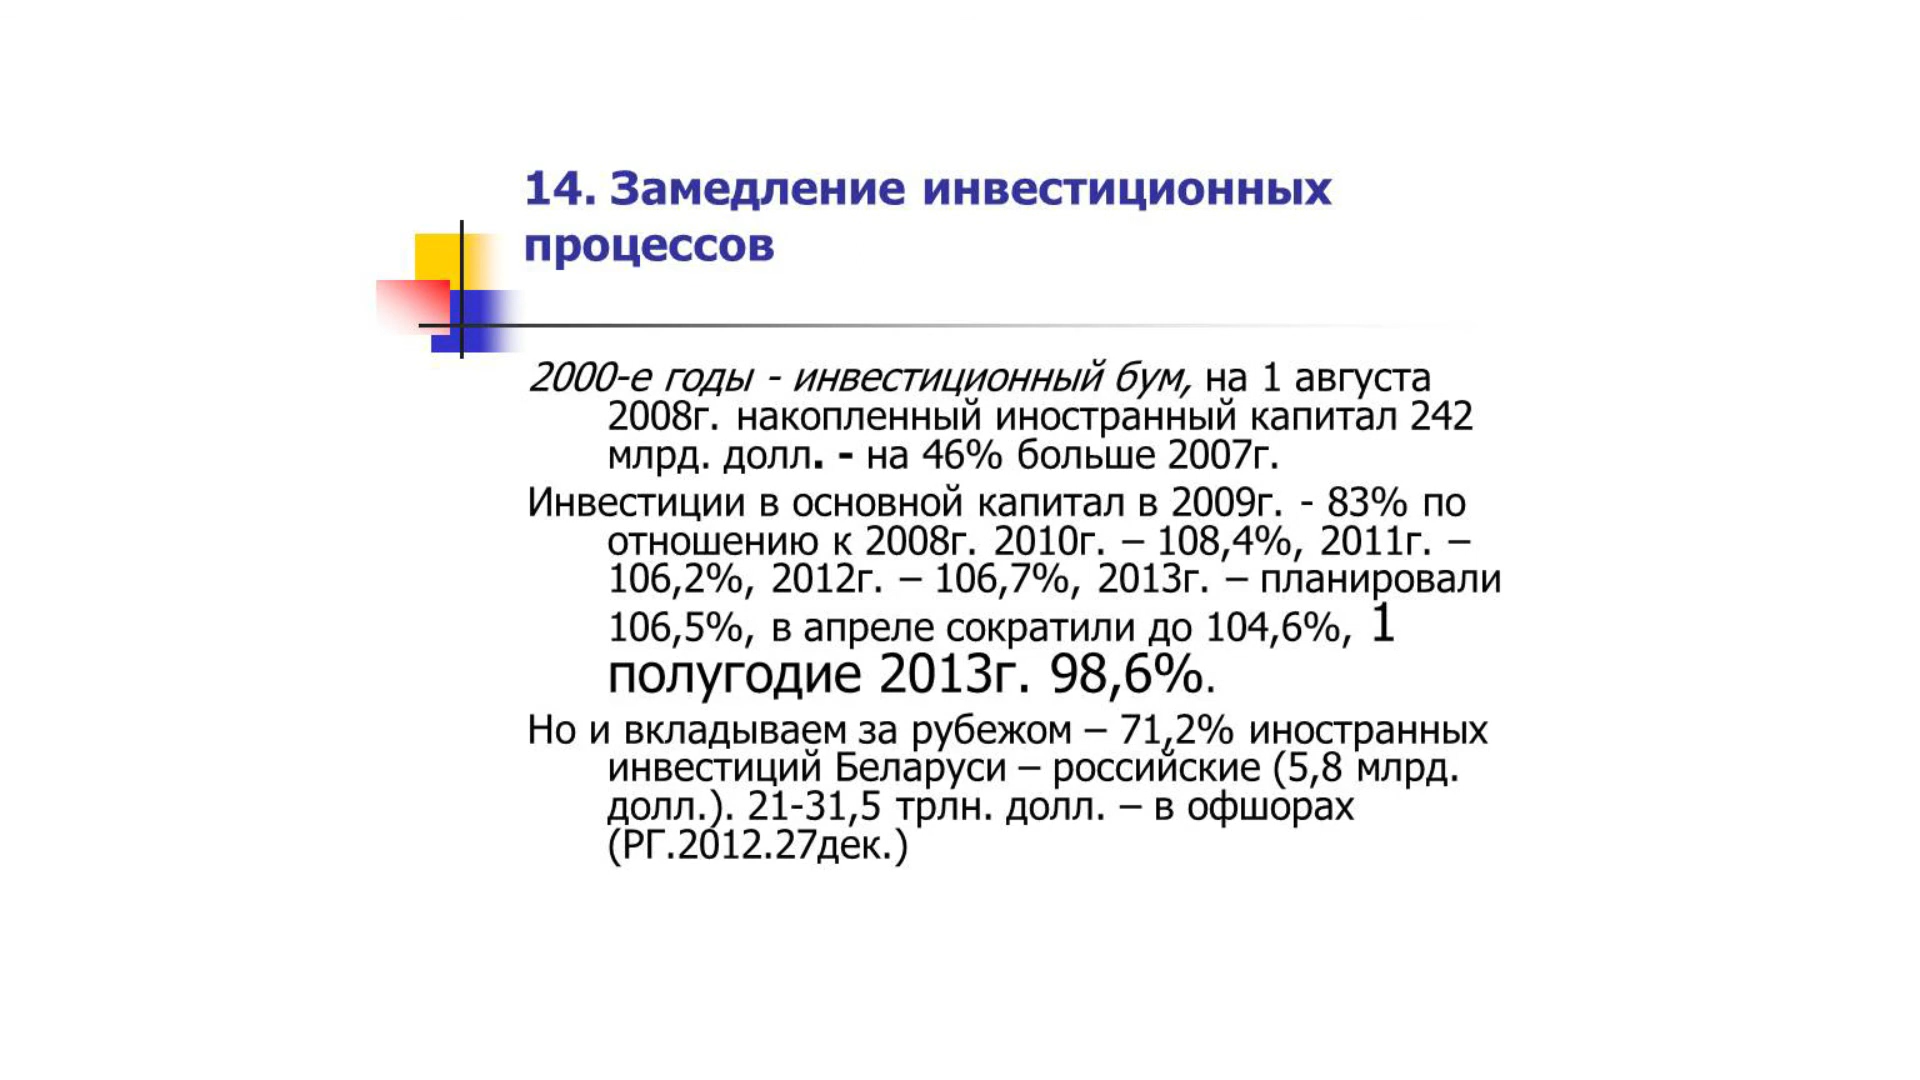 14. Замедление инвестиционных
процессов
2000-е годы - инвестиционный бум, на 1 августа
2008г. накопленный иностранный капитал 242
млрд. долл. - на 46% больше 2007г.
Инвестиции в основной капитал в 2009г. - 83% по
отношению к 2008г. 2010г. – 108,4%, 2011г. –
106,2%, 2012г. – 106,7%, 2013г. – планировали
106,5%, в апреле сократили до 104,6%, 1
полугодие 2013г. 98,6%.
Но и вкладываем за рубежом – 71,2% иностранных
инвестиций Беларуси – российские (5,8 млрд.
долл.). 21-31,5 трлн. долл. – в офшорах
(РГ.2012.27дек.)